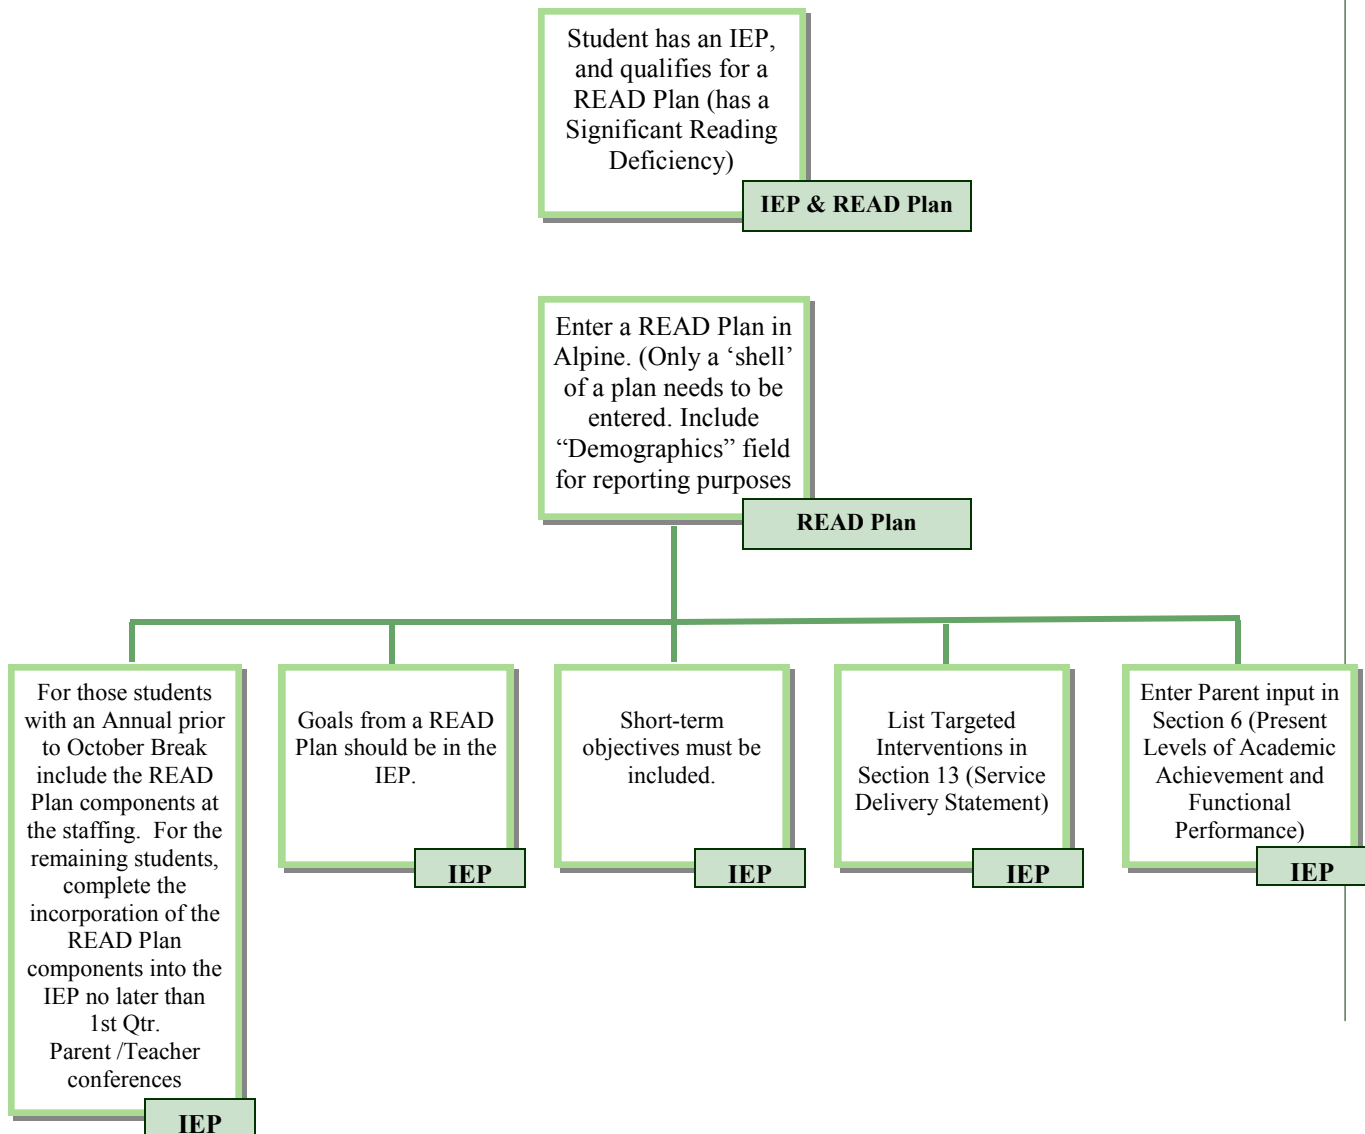 Student has an IEP,
and qualifies for a
READ Plan (has a
Significant Reading
Deficiency)
IEP & READ Plan
Enter a READ Plan in
Alpine. (Only a ‘shell’
of a plan needs to be
entered. Include
“Demographics” field
for reporting purposes
READ Plan
For those students
with an Annual prior
to October Break
include the READ
Plan components at
the staffing.  For the
remaining students,
complete the
incorporation of the
READ Plan
components into the
IEP no later than
1st Qtr.
Parent /Teacher
conferences
IEP
Goals from a READ
Plan should be in the
IEP.
IEP
Short-term
objectives must be
included.
IEP
List Targeted
Interventions in
Section 13 (Service
Delivery Statement)
IEP
Enter Parent input in
Section 6 (Present
Levels of Academic
Achievement and
Functional
Performance)
IEP